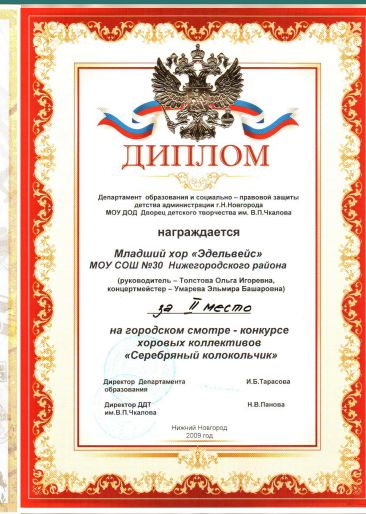 ДИПЛОМ
Департамент образования и социально – правовой защиты
детства администрации г.Н.Новгорода
МОУ ДОД Дворец детского творчества им. В.П.Чкалова
награждается
Младший хор «Эдельвейс»
МОУ СОШ №30 Нижегородского района
(руководитель – Толстова Ольга Игоревна,
концертмейстер – Умарева Эльмира Башаровна)
за II место
на городском смотре - конкурсе
хоровых коллективов
«Серебряный колокольчик»
Директор Департамента И.Б.Тарасова
образования
Директор ДДТ Н.В.Панова
им.В.П.Чкалова
Нижний Новгород
2009 год